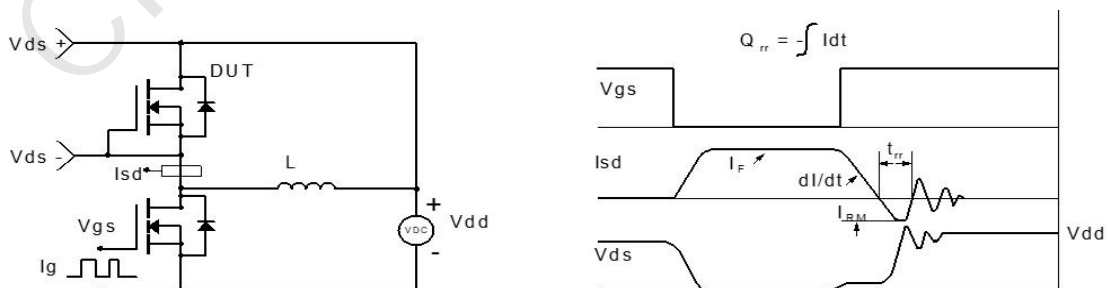 Vds +
DUT
Vds -
Isd
L
Vgs
Ig
+
VDC
-
Vdd
Q rr = -∫ Idt
Vgs
Isd
I F
dI/dt
t rr
I RM
Vds
Vdd